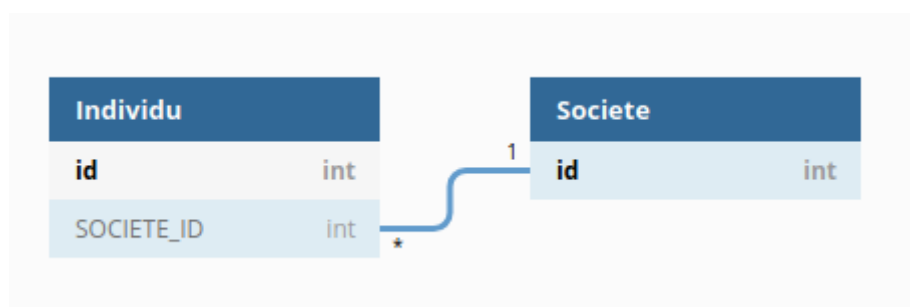 Individu
id int
SOCIETE_ID int
*
1
Societe
id int